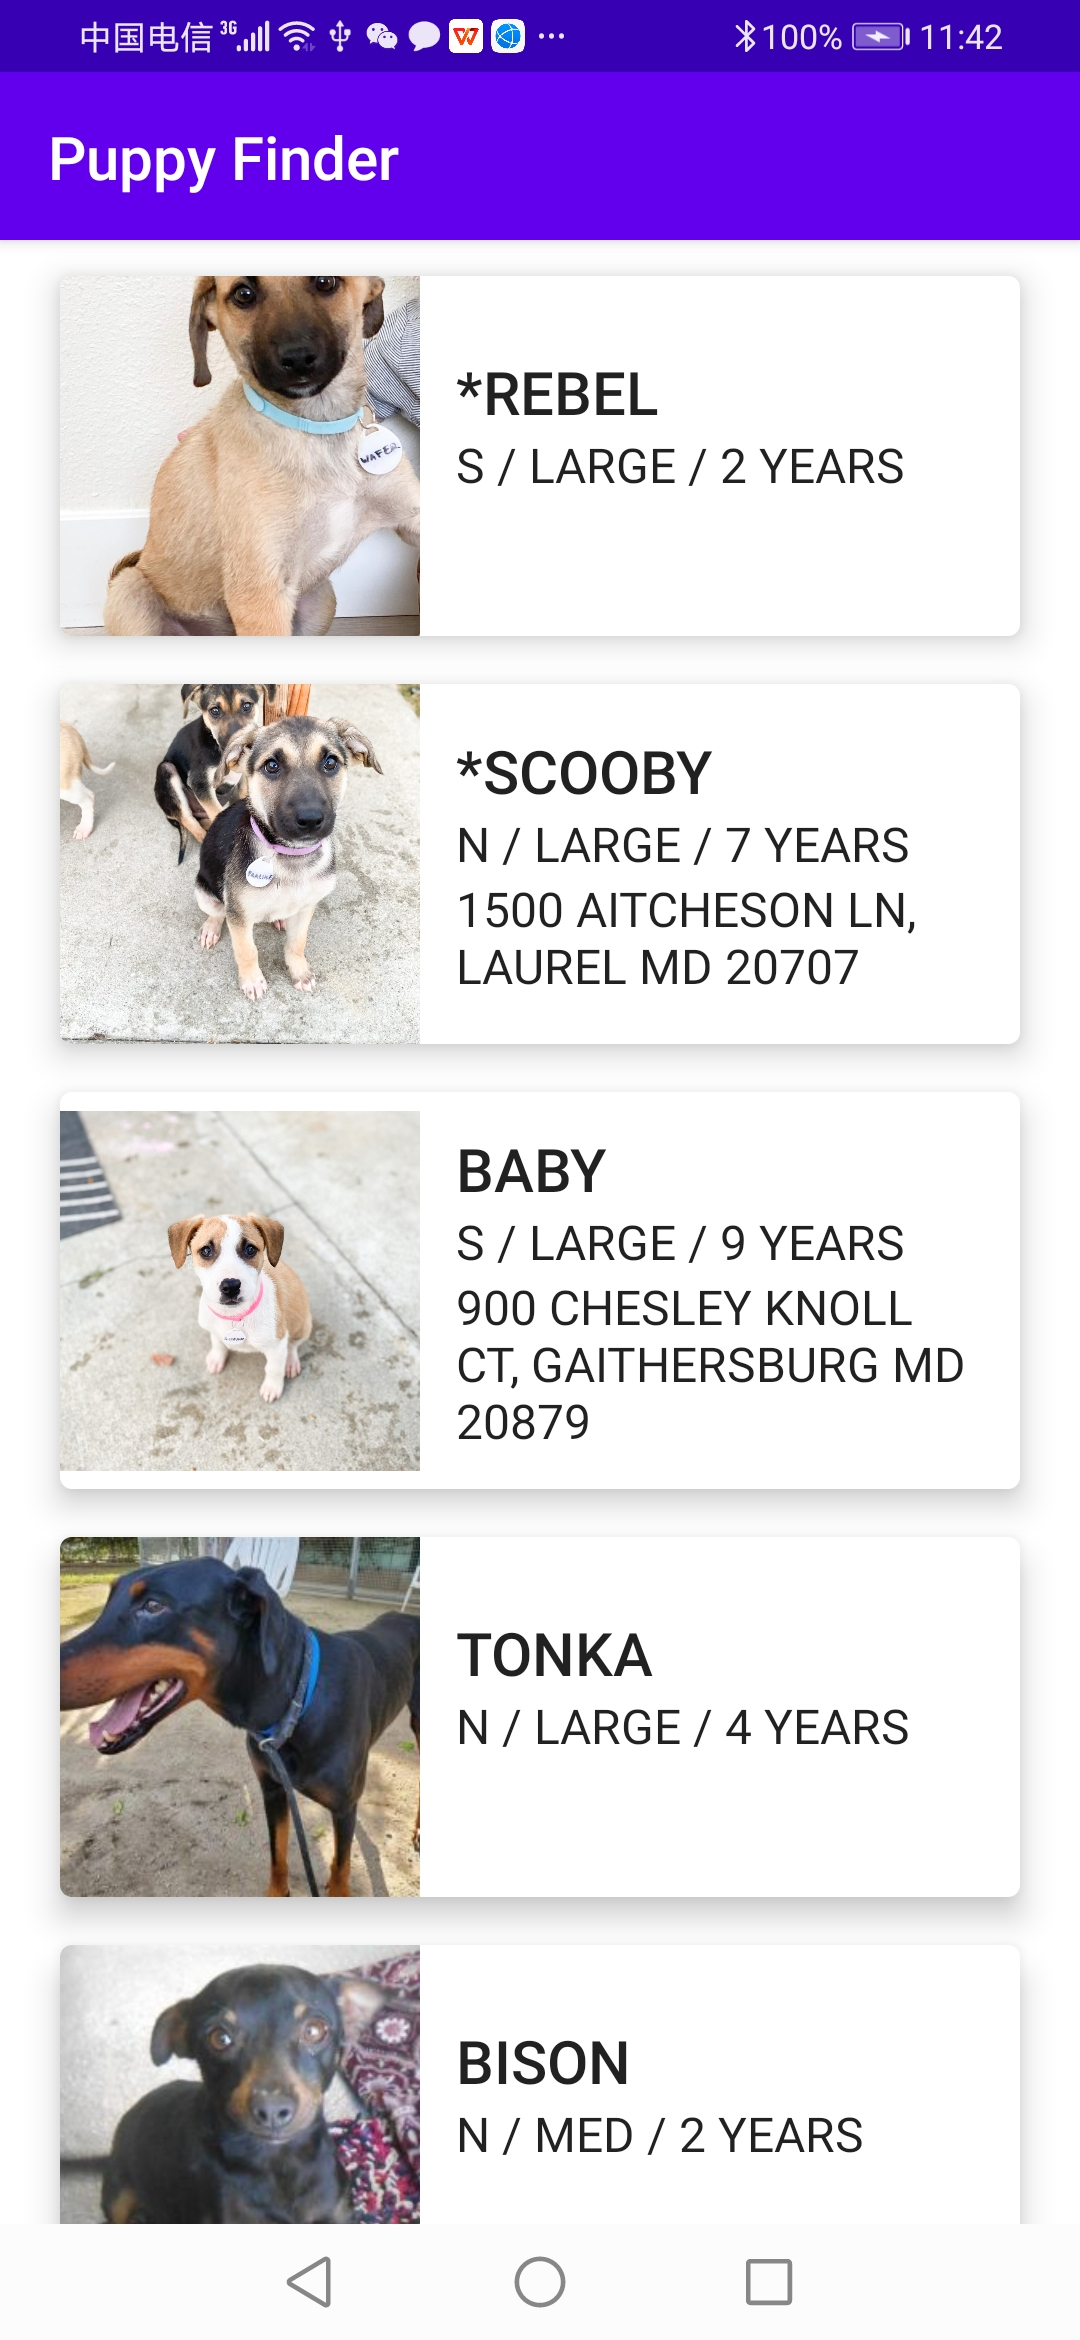 中国电信 3G 100% 11:42
Puppy Finder
WAFER
*REBEL
S / LARGE / 2 YEARS
*SCOOBY
N / LARGE / 7 YEARS
1500 AITCHESON LN,
LAUREL MD 20707
BABY
S / LARGE / 9 YEARS
900 CHESLEY KNOLL
CT, GAITHERSBURG MD
20879
TONKA
N / LARGE / 4 YEARS
BISON
N / MED / 2 YEARS